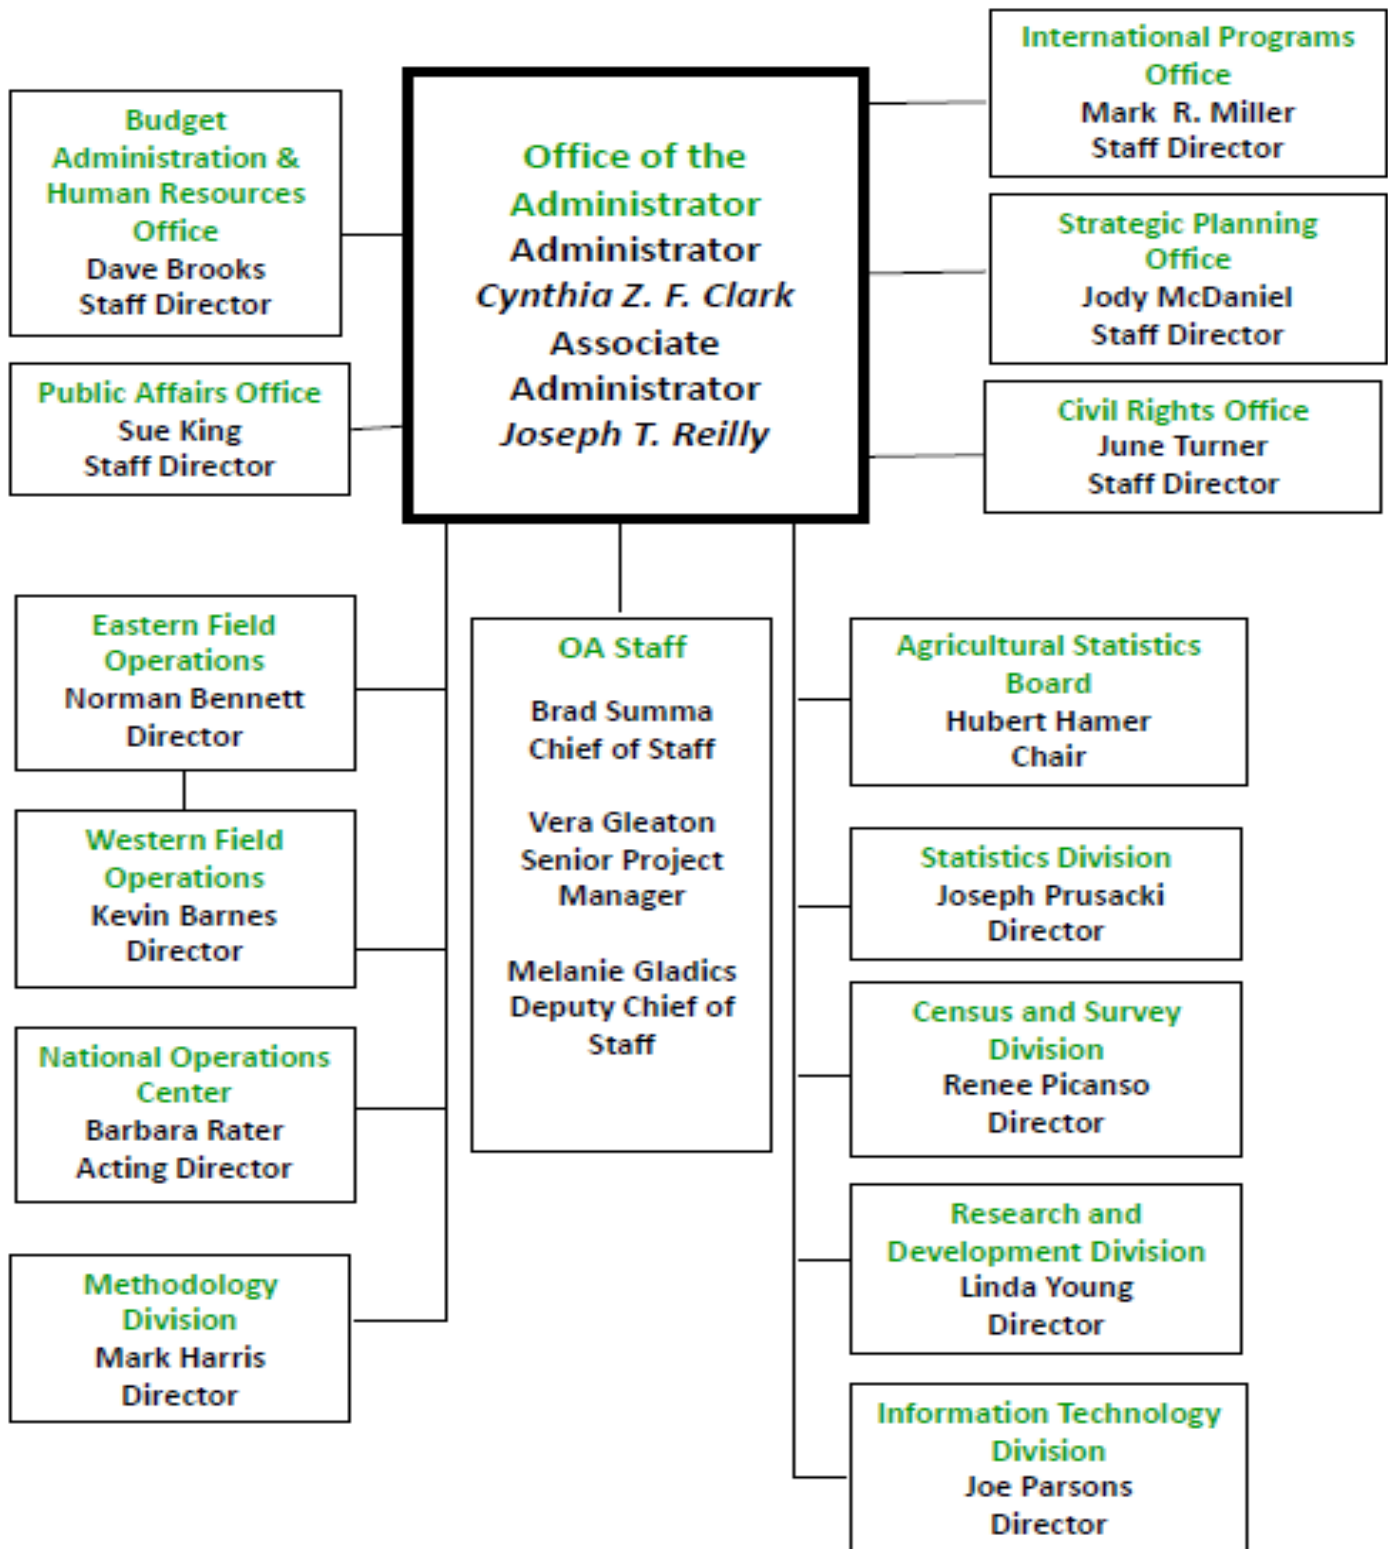 Budget
Administration &
Human Resources
Office
Dave Brooks
Staff Director
Public Affairs Office
Sue King
Staff Director
Office of the
Administrator
Administrator
Cynthia Z. F. Clark
Associate
Administrator
Joseph T. Reilly
International Programs
Office
Mark R. Miller
Staff Director
Strategic Planning
Office
Jody McDaniel
Staff Director
Civil Rights Office
June Turner
Staff Director
Eastern Field
Operations
Norman Bennett
Director
Western Field
Operations
Kevin Barnes
Director
National Operations
Center
Barbara Rater
Acting Director
Methodology
Division
Mark Harris
Director
OA Staff
Brad Summa
Chief of Staff
Vera Gleaton
Senior Project
Manager
Melanie Gladics
Deputy Chief of
Staff
Agricultural Statistics
Board
Hubert Hamer
Chair
Statistics Division
Joseph Prusacki
Director
Census and Survey
Division
Renee Picanso
Director
Research and
Development Division
Linda Young
Director
Information Technology
Division
Joe Parsons
Director